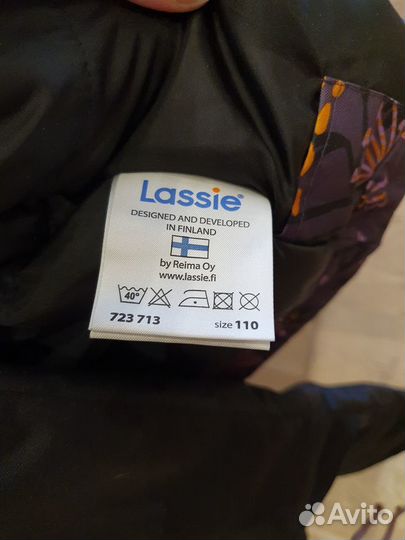 Lassie®
DESIGNED AND DEVELOPED
IN FINLAND
by Reima Oy
www.lassie.fi
40°
723 713 size 110
Avito